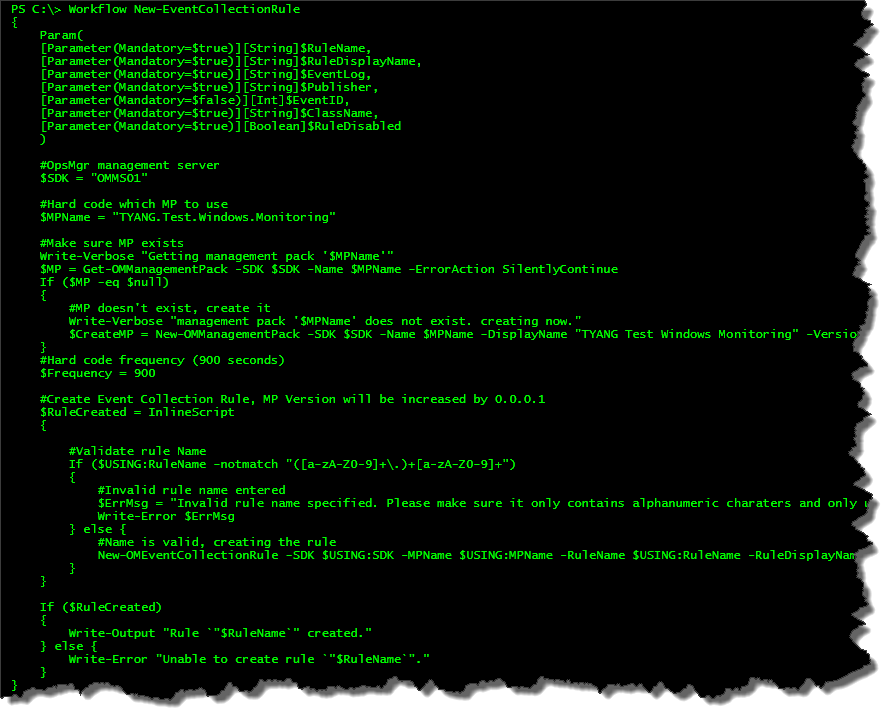 PS C:\> Workflow New-EventCollectionRule
{
    Param(
    [Parameter(Mandatory=$true)][String]$RuleName,
    [Parameter(Mandatory=$true)][String]$RuleDisplayName,
    [Parameter(Mandatory=$true)][String]$EventLog,
    [Parameter(Mandatory=$true)][String]$Publisher,
    [Parameter(Mandatory=$false)][Int]$EventID,
    [Parameter(Mandatory=$true)][String]$ClassName,
    [Parameter(Mandatory=$true)][Boolean]$RuleDisabled
    )
    #OpsMgr management server
    $SDK = "OMMS01"
    #Hard code which MP to use
    $MPName = "TYANG.Test.Windows.Monitoring"
    #Make sure MP exists
    Write-Verbose "Getting management pack '$MPName'"
    $MP = Get-OMManagementPack -SDK $SDK -Name $MPName -ErrorAction SilentlyContinue
    If ($MP -eq $null)
    {
        #MP doesn't exist, create it
        Write-Verbose "management pack '$MPName' does not exist. creating now."
        $CreateMP = New-OMManagementPack -SDK $SDK -Name $MPName -DisplayName "TYANG Test Windows Monitoring" -Versio
    }
    #Hard code frequency (900 seconds)
    $Frequency = 900
    #Create Event Collection Rule, MP Version will be increased by 0.0.0.1
    $RuleCreated = InlineScript
    {
        #Validate rule Name
        If ($USING:RuleName -notmatch "([a-zA-Z0-9]+\.)+[a-zA-Z0-9]+")
        {
            #Invalid rule name entered
            $ErrMsg = "Invalid rule name specified. Please make sure it only contains alphanumeric charaters and only u
            Write-Error $ErrMsg
        } else {
            #Name is valid, creating the rule
            New-OMEventCollectionRule -SDK $USING:SDK -MPName $USING:MPName -RuleName $USING:RuleName -RuleDisplayNam
        }
    }
    If ($RuleCreated)
    {
        Write-Output "Rule `"$RuleName`" created."
    } else {
        Write-Error "Unable to create rule `"$RuleName`"."
    }
}